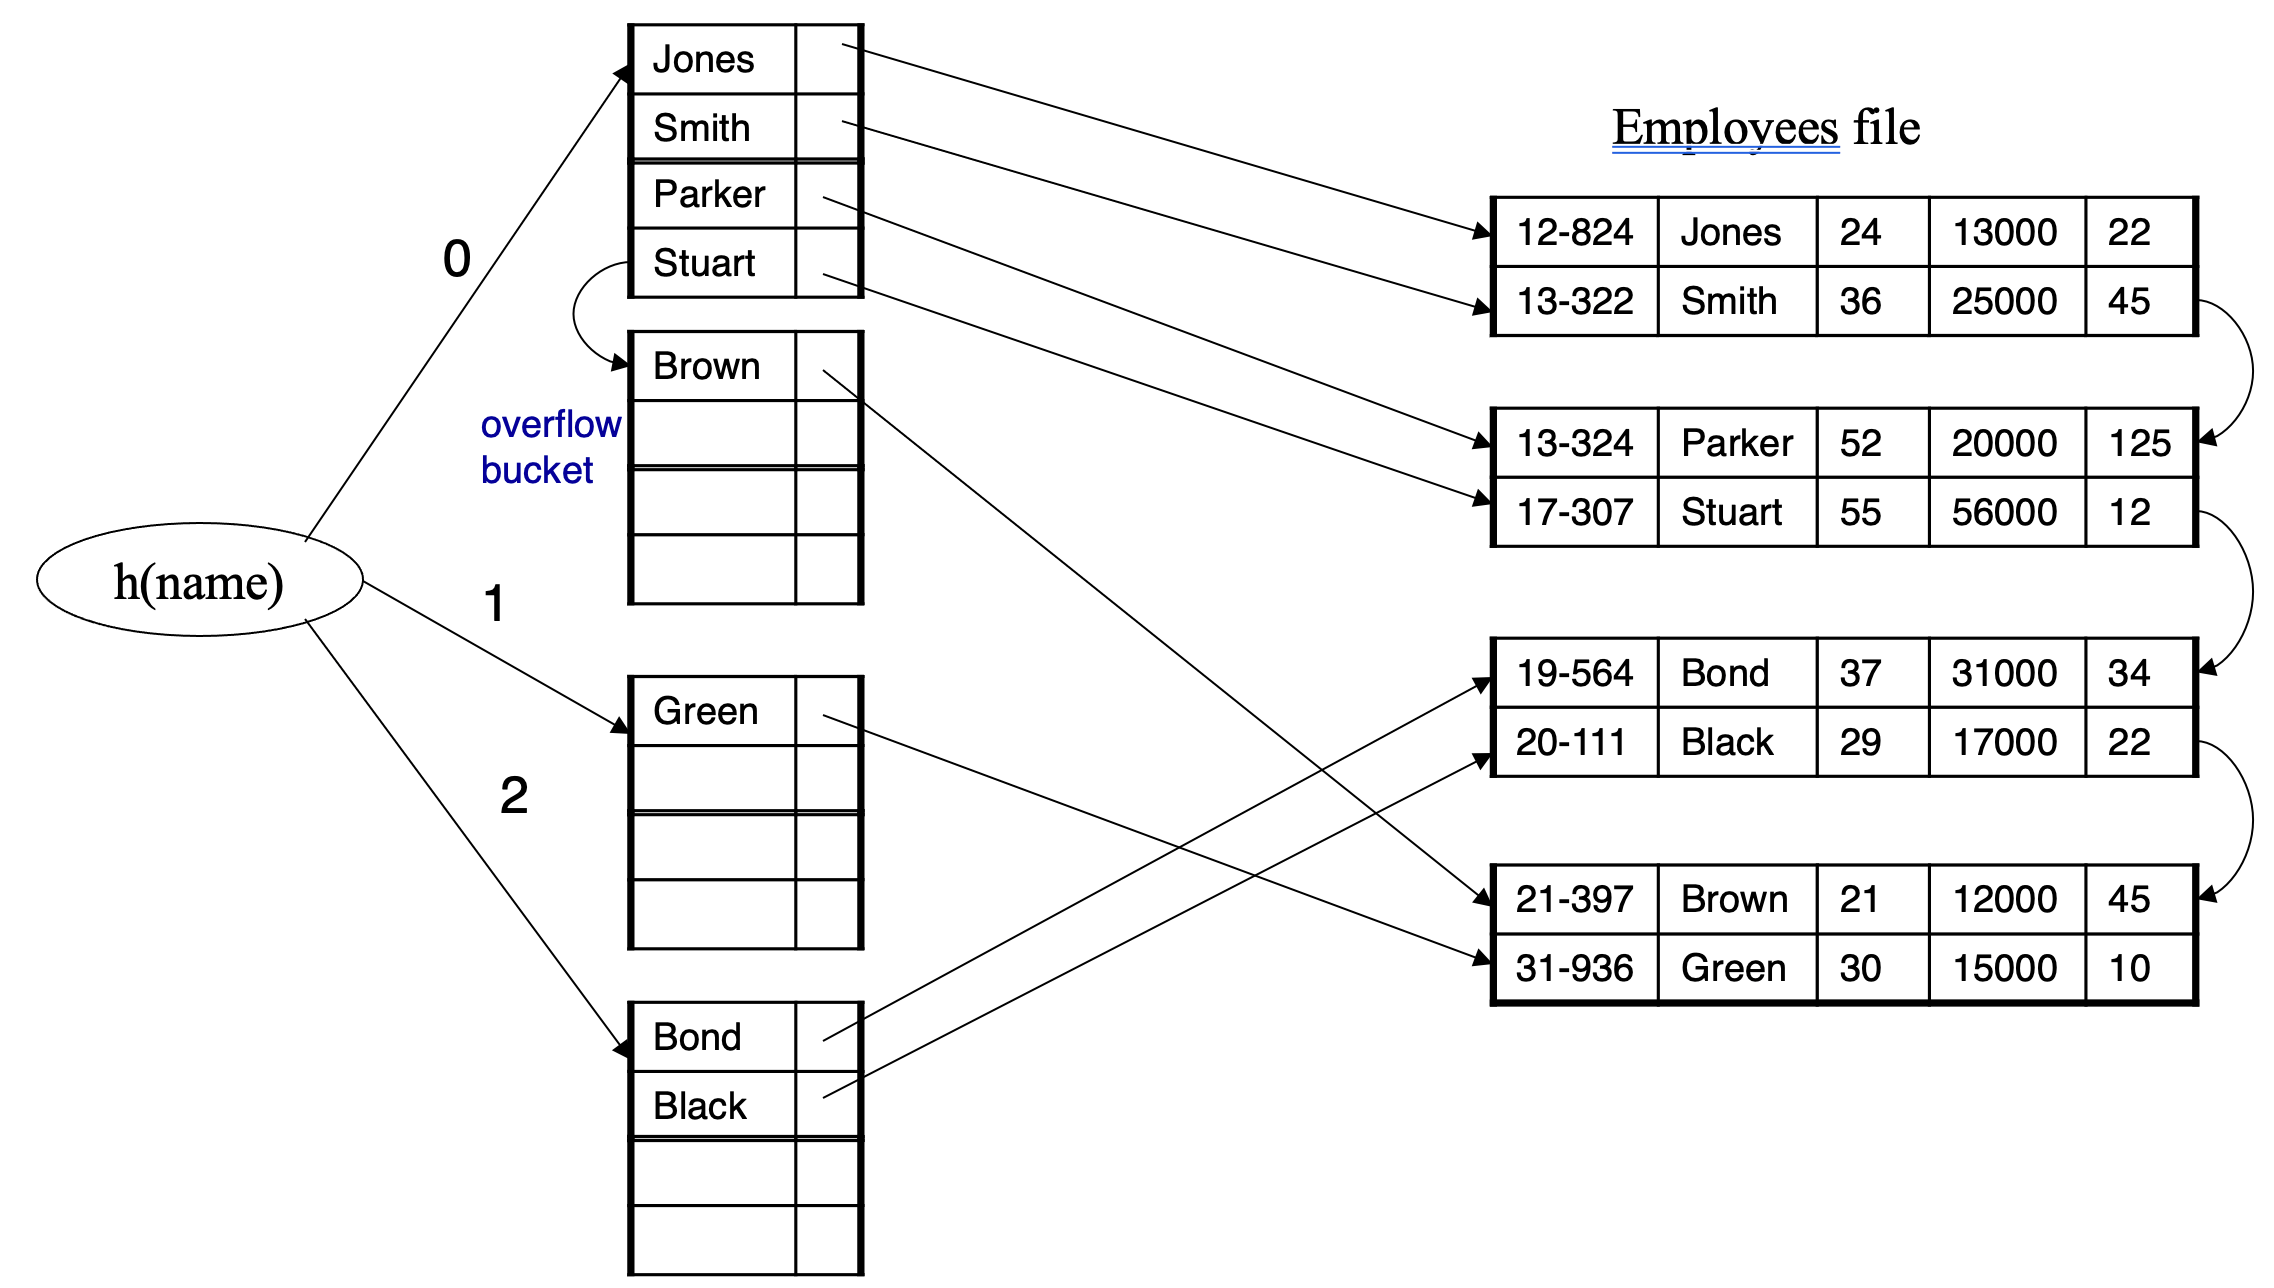 Jones
Smith
Parker
Stuart
Brown
overflow
bucket
Green
Bond
Black
h(name)
0
1
2
Employees file
12-824 Jones 24 13000 22
13-322 Smith 36 25000 45
13-324 Parker 52 20000 125
17-307 Stuart 55 56000 12
19-564 Bond 37 31000 34
20-111 Black 29 17000 22
21-397 Brown 21 12000 45
31-936 Green 30 15000 10